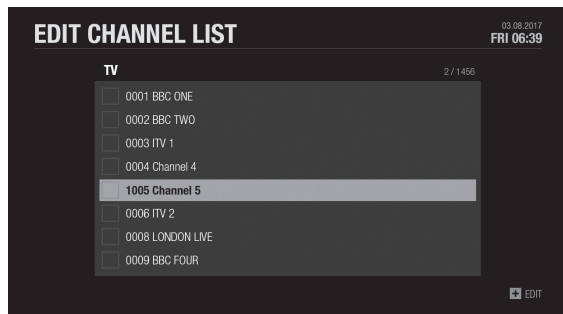 EDIT CHANNEL LIST
03.08.2017
FRI 06:39
TV
2 / 1456
0001 BBC ONE
0002 BBC TWO
0003 ITV 1
0004 Channel 4
1005 Channel 5
0006 ITV 2
0008 LONDON LIVE
0009 BBC FOUR
EDIT